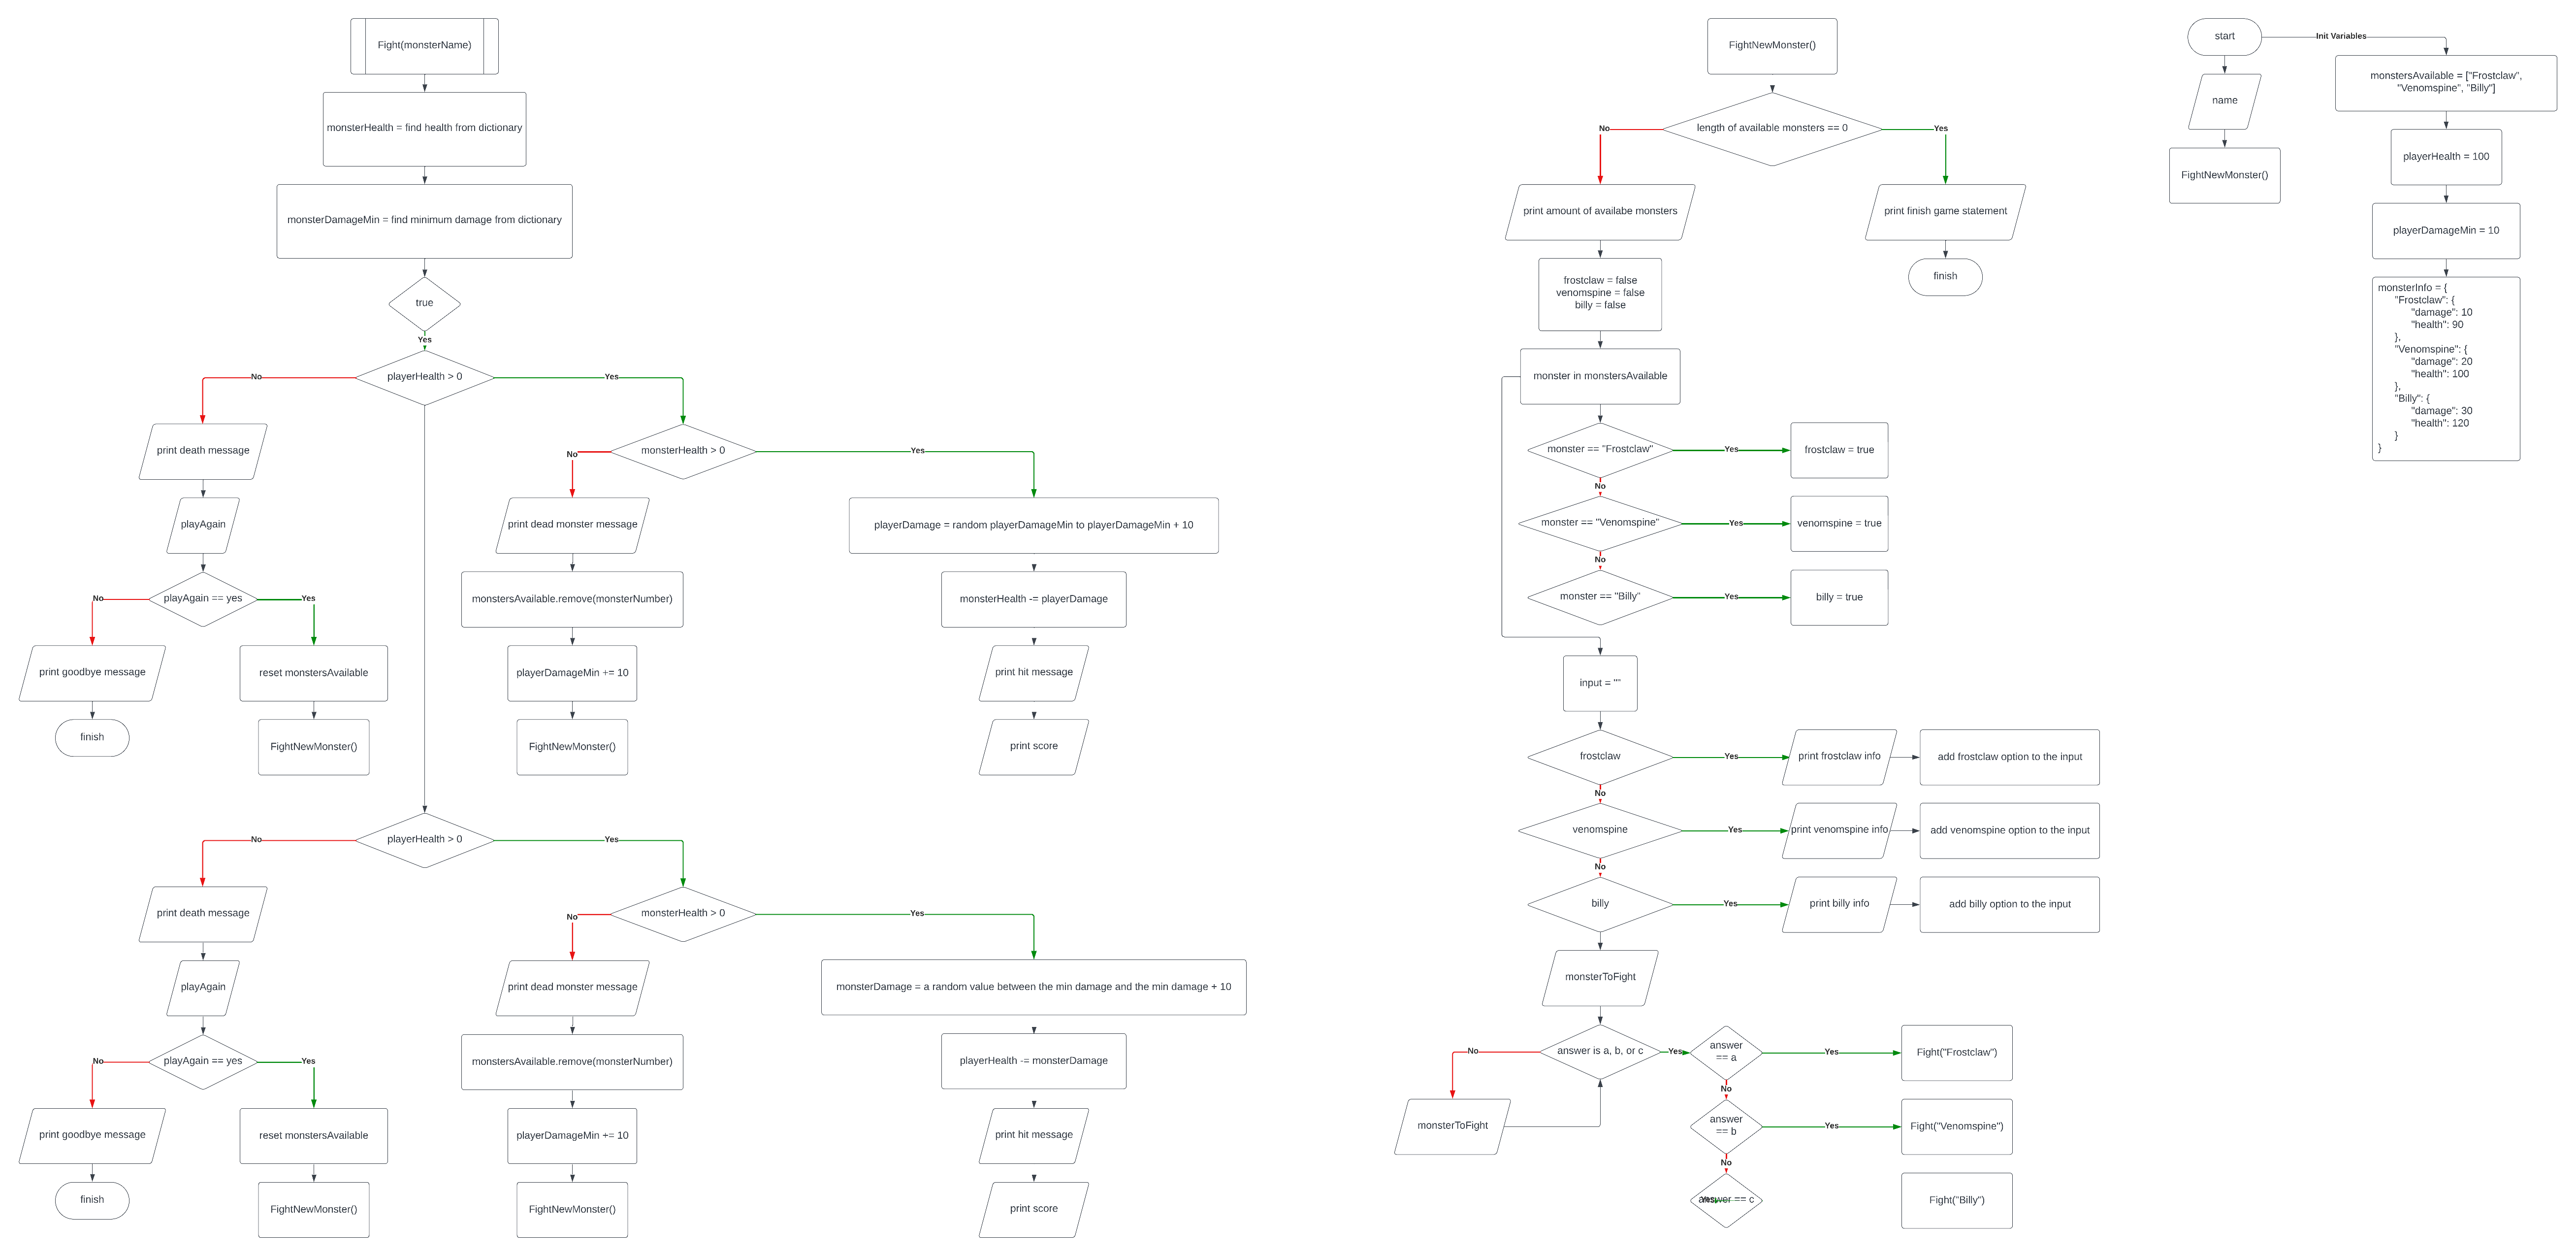 Fight(monsterName)
monsterHealth = find health from dictionary
monsterDamageMin = find minimum damage from dictionary
true
Yes
playerHealth > 0
No
Yes
print death message
playAgain
playAgain == yes
No
Yes
print goodbye message
finish
reset monstersAvailable
FightNewMonster()
monsterHealth > 0
No
Yes
print dead monster message
monstersAvailable.remove(monsterNumber)
playerDamageMin += 10
FightNewMonster()
playerDamage = random playerDamageMin to playerDamageMin + 10
monsterHealth -= playerDamage
print hit message
print score
playerHealth > 0
No
Yes
print death message
playAgain
playAgain == yes
No
Yes
print goodbye message
finish
reset monstersAvailable
FightNewMonster()
monsterHealth > 0
No
Yes
print dead monster message
monstersAvailable.remove(monsterNumber)
playerDamageMin += 10
FightNewMonster()
monsterDamage = a random value between the min damage and the min damage + 10
playerHealth -= monsterDamage
print hit message
print score
FightNewMonster()
length of available monsters == 0
No
Yes
print amount of availabe monsters
print finish game statement
finish
frostclaw = false
venomspine = false
billy = false
monster in monstersAvailable
monster == "Frostclaw"
Yes
frostclaw = true
No
monster == "Venomspine"
Yes
venomspine = true
No
monster == "Billy"
Yes
billy = true
input = ""
frostclaw
Yes
print frostclaw info
add frostclaw option to the input
No
venomspine
Yes
print venomspine info
add venomspine option to the input
No
billy
Yes
print billy info
add billy option to the input
monsterToFight
answer is a, b, or c
No
Yes
monsterToFight
answer
== a
Yes
Fight("Frostclaw")
No
answer
== b
Yes
Fight("Venomspine")
No
answer == c
Yes
Fight("Billy")
start
Init Variables
name
FightNewMonster()
monstersAvailable = ["Frostclaw",
"Venomspine", "Billy"]
playerHealth = 100
playerDamageMin = 10
monsterInfo = {
"Frostclaw": {
"damage": 10
"health": 90
},
"Venomspine": {
"damage": 20
"health": 100
},
"Billy": {
"damage": 30
"health": 120
}
}